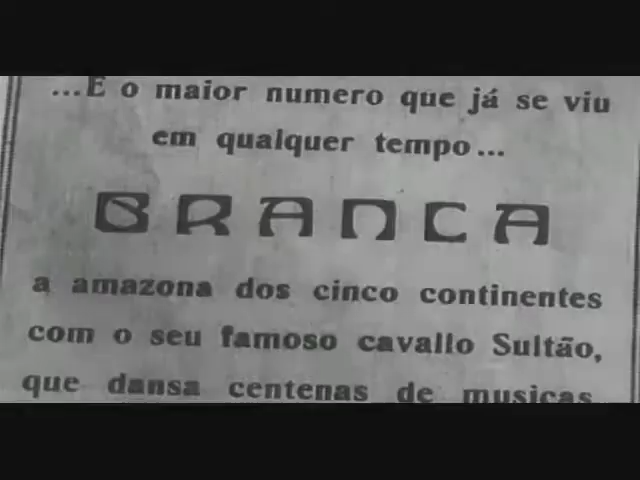 ...E o maior numero que já se viu
em qualquer tempo...
BRANCA
a amazona dos cinco continentes
com o seu famoso cavallo Sultão,
que dansa centenas de musicas